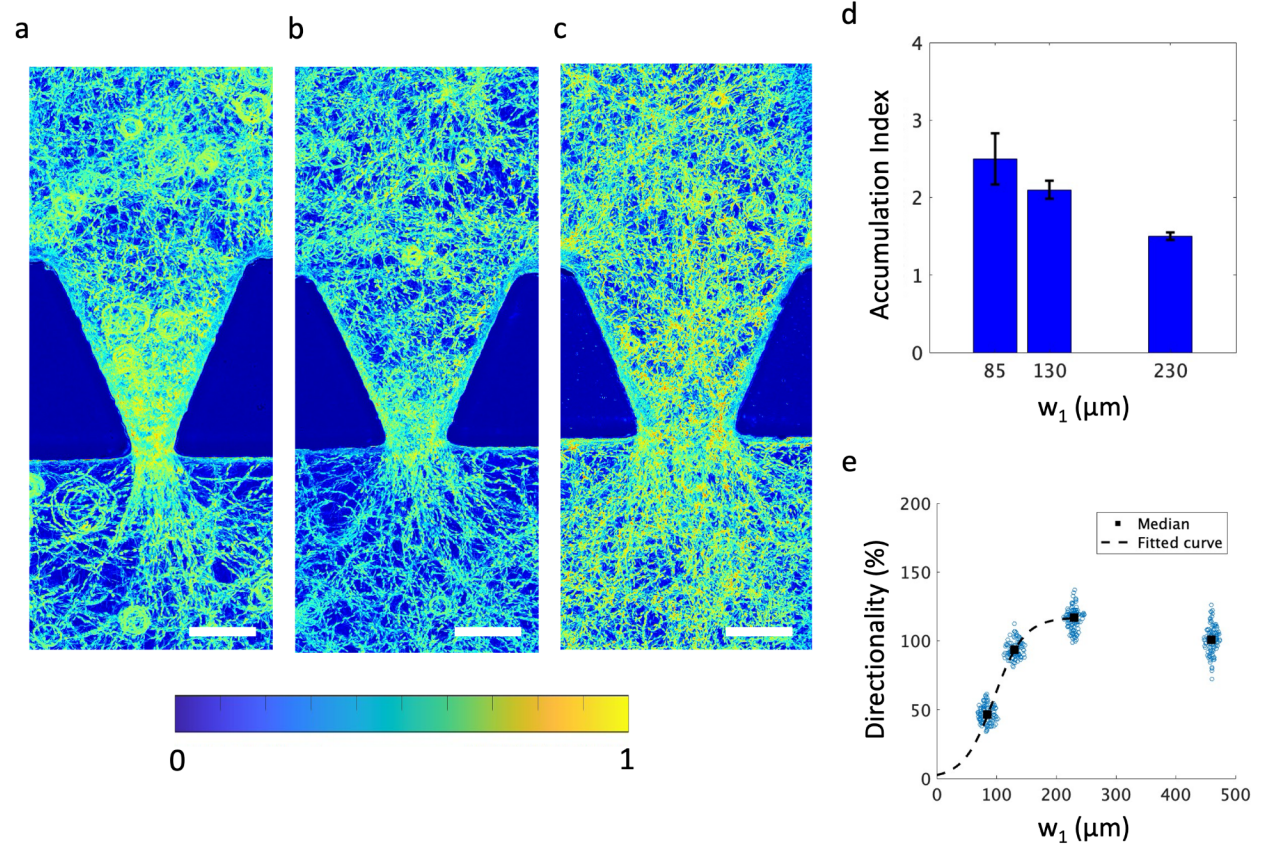 a
b
c
0
1
d
4
3
2
1
0
Accumulation Index
85 130 230
w₁ (µm)
e
200
150
100
50
0
Directionality (%)
Median
Fitted curve
0 100 200 300 400 500
w₁ (µm)